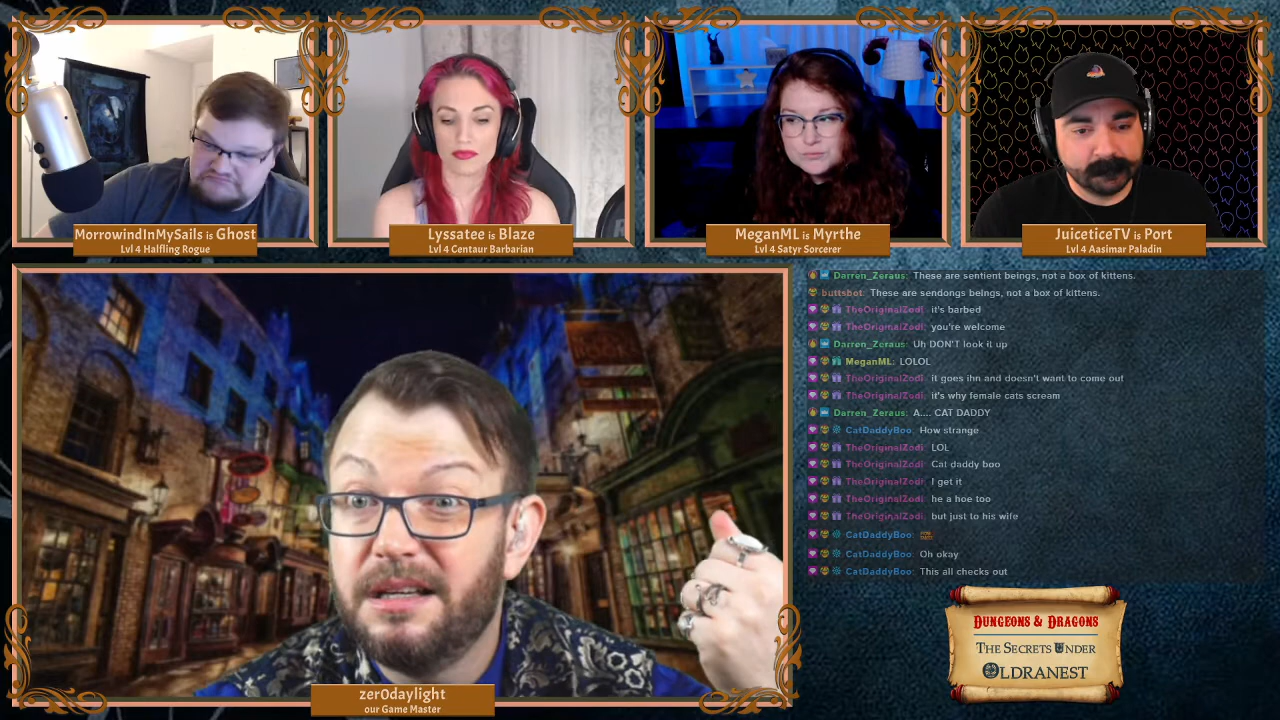 MorrowindInMySails is Ghost
Lvl 4 Halfling Rogue
Lyssatee is Blaze
Lvl 4 Centaur Barbarian
MeganML is Myrthe
Lvl 4 Satyr Sorcerer
JuiceticeTV is Port
Lvl 4 Aasimar Paladin
zer0daylight
our Game Master
Darren_Zeraus: These are sentient beings, not a box of kittens.
buttsbot: These are sendongs beings, not a box of kittens.
TheOriginalZodi: it's barbed
TheOriginalZodi: you're welcome
Darren_Zeraus: Uh DON'T look it up
MeganML: LOLOL
TheOriginalZodi: it goes ihn and doesn't want to come out
TheOriginalZodi: it's why female cats scream
Darren_Zeraus: A.... CAT DADDY
CatDaddyBoo: How strange
TheOriginalZodi: LOL
TheOriginalZodi: Cat daddy boo
TheOriginalZodi: I get it
TheOriginalZodi: he a hoe too
TheOriginalZodi: but just to his wife
CatDaddyBoo:
CatDaddyBoo: Oh okay
CatDaddyBoo: This all checks out
Dungeons & Dragons
The Secrets Under
Oldranest